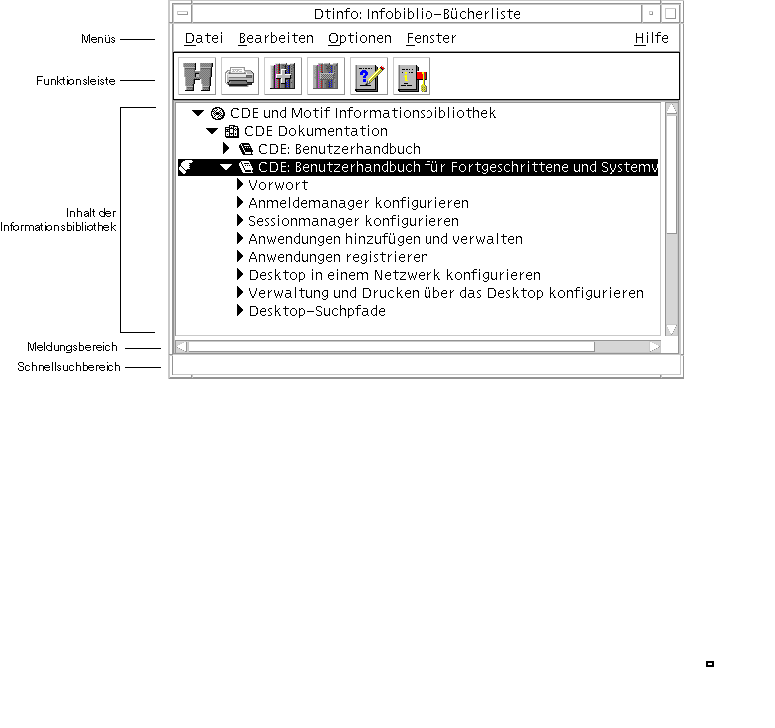 Dtinfo: Infobiblio-Bücherliste
Menüs
Datei Bearbeiten Optionen Fenster Hilfe
Funktionsleiste
CDE und Motif Informationsbibliothek
CDE Dokumentation
CDE: Benutzerhandbuch
CDE: Benutzerhandbuch für Fortgeschrittene und Systemv
Vorwort
Anmeldemanager konfigurieren
Inhalt der
Informationsbibliothek
Sessionmanager konfigurieren
Anwendungen hinzufügen und verwalten
Anwendungen registrieren
Desktop in einem Netzwerk konfigurieren
Verwaltung und Drucken über das Desktop konfigurieren
Desktop-Suchpfade
Meldungsbereich
Schnellsuchbereich